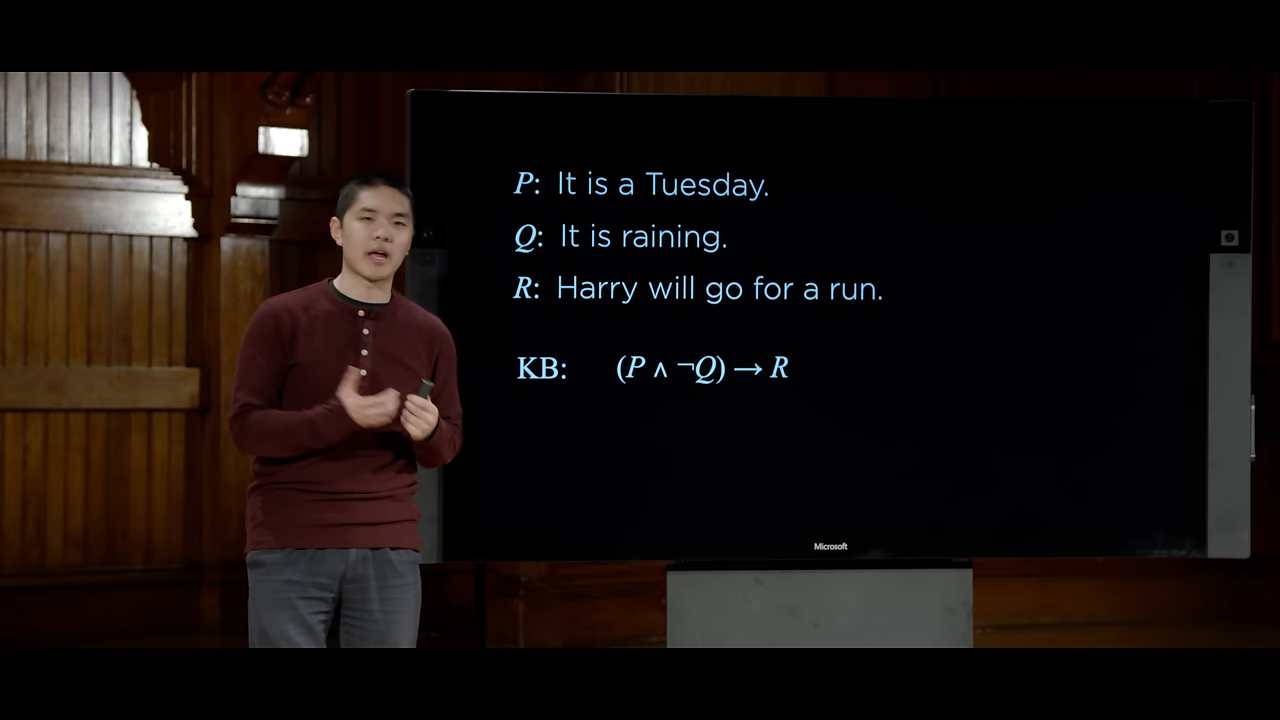 P: It is a Tuesday.
Q: It is raining.
R: Harry will go for a run.
KB: (P ∧ ¬Q) → R
Microsoft